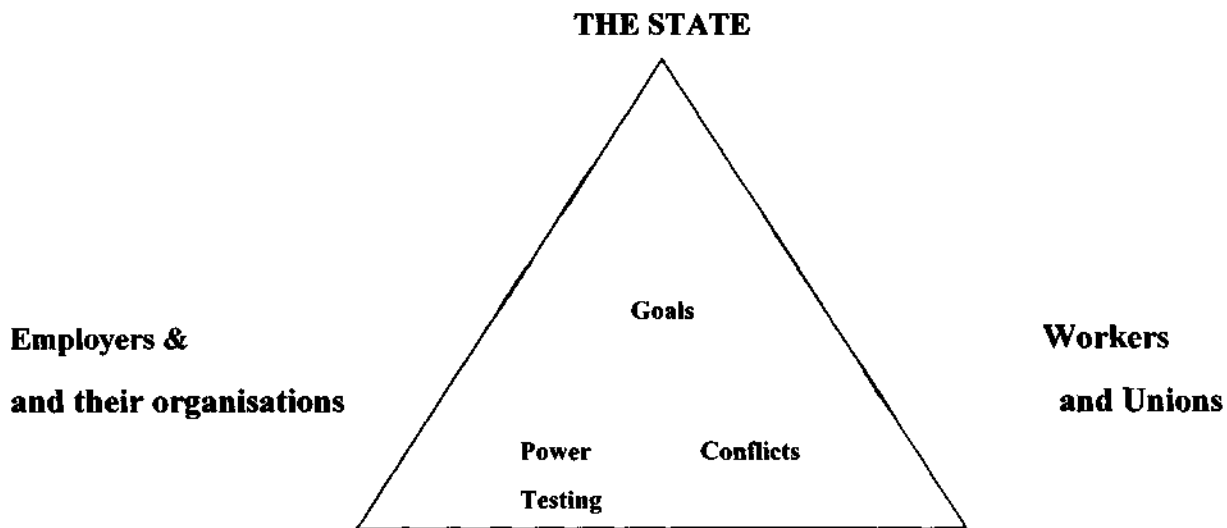 THE STATE
Goals
Employers &
and their organisations
Workers
and Unions
Power
Testing
Conflicts